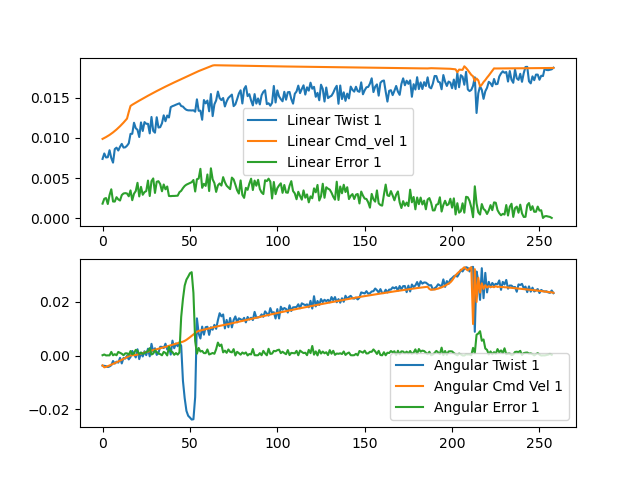 0.015
0.010
0.005
0.000
Linear Twist 1
Linear Cmd_vel 1
Linear Error 1
0 50 100 150 200 250
0.02
0.00
−0.02
Angular Twist 1
Angular Cmd Vel 1
Angular Error 1
0 50 100 150 200 250